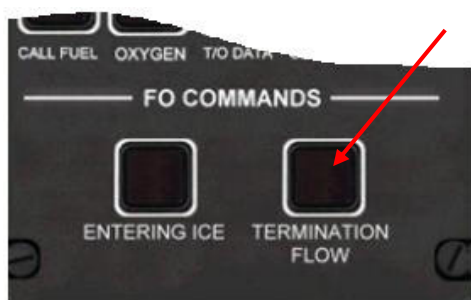 CALL FUEL OXYGEN T/O DATA
FO COMMANDS
ENTERING ICE TERMINATION
FLOW